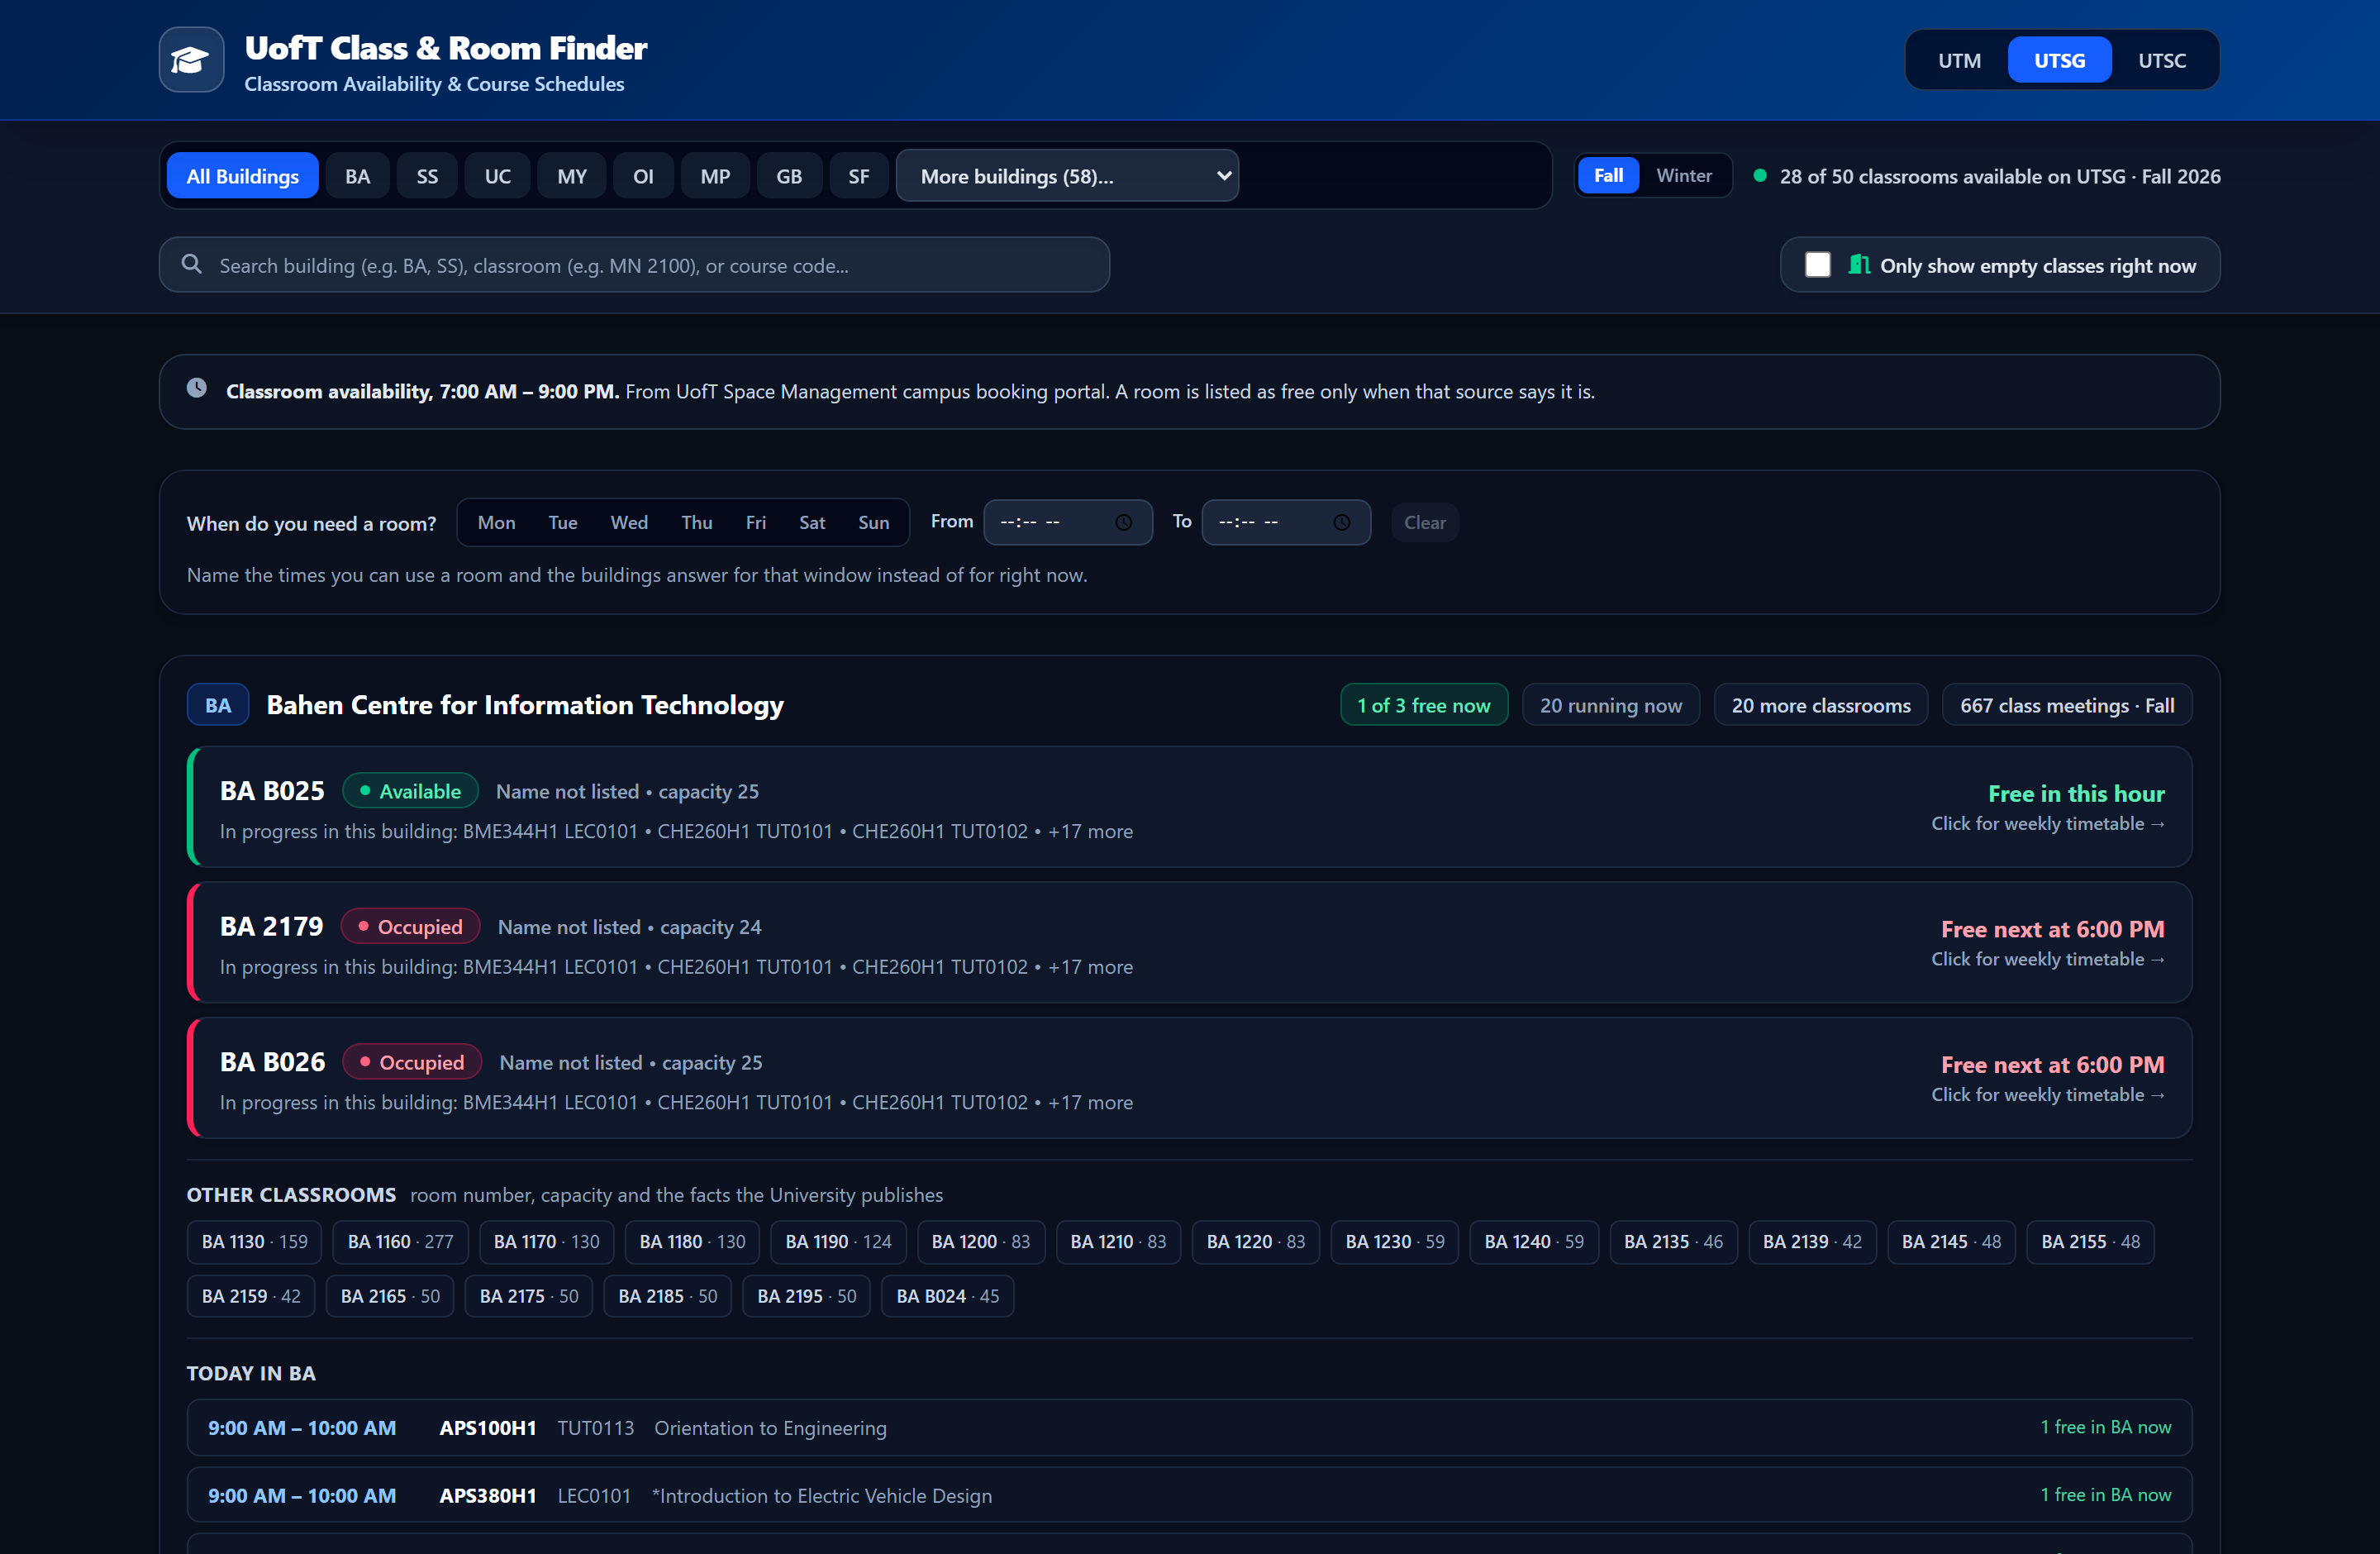 UofT Class & Room Finder
Classroom Availability & Course Schedules
UTM UTSG UTSC
All Buildings BA SS UC MY OI MP GB SF More buildings (58)...
Fall Winter
28 of 50 classrooms available on UTSG · Fall 2026
Search building (e.g. BA, SS), classroom (e.g. MN 2100), or course code...
Only show empty classes right now
Classroom availability, 7:00 AM – 9:00 PM. From UofT Space Management campus booking portal. A room is listed as free only when that source says it is.
When do you need a room? Mon Tue Wed Thu Fri Sat Sun From --:-- -- To --:-- -- Clear
Name the times you can use a room and the buildings answer for that window instead of for right now.
BA Bahen Centre for Information Technology 1 of 3 free now 20 running now 20 more classrooms 667 class meetings · Fall
BA B025 Available Name not listed • capacity 25
In progress in this building: BME344H1 LEC0101 • CHE260H1 TUT0101 • CHE260H1 TUT0102 • +17 more
Free in this hour
Click for weekly timetable →
BA 2179 Occupied Name not listed • capacity 24
In progress in this building: BME344H1 LEC0101 • CHE260H1 TUT0101 • CHE260H1 TUT0102 • +17 more
Free next at 6:00 PM
Click for weekly timetable →
BA B026 Occupied Name not listed • capacity 25
In progress in this building: BME344H1 LEC0101 • CHE260H1 TUT0101 • CHE260H1 TUT0102 • +17 more
Free next at 6:00 PM
Click for weekly timetable →
OTHER CLASSROOMS room number, capacity and the facts the University publishes
BA 1130 · 159 BA 1160 · 277 BA 1170 · 130 BA 1180 · 130 BA 1190 · 124 BA 1200 · 83 BA 1210 · 83 BA 1220 · 83 BA 1230 · 59 BA 1240 · 59 BA 2135 · 46 BA 2139 · 42 BA 2145 · 48 BA 2155 · 48
BA 2159 · 42 BA 2165 · 50 BA 2175 · 50 BA 2185 · 50 BA 2195 · 50 BA B024 · 45
TODAY IN BA
9:00 AM – 10:00 AM APS100H1 TUT0113 Orientation to Engineering 1 free in BA now
9:00 AM – 10:00 AM APS380H1 LEC0101 *Introduction to Electric Vehicle Design 1 free in BA now